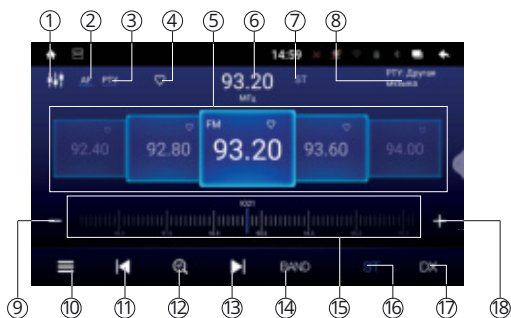 ① ② ③ ④ ⑤ ⑥ ⑦ ⑧
14:59
AF PTY 93.20 ST PTY: Другая
МГц музыка
FM
92.40 92.80 93.20 93.60 94.00
BAND ST DX
⑨ ⑩ ⑪ ⑫ ⑬ ⑭ ⑮ ⑯ ⑰ ⑱